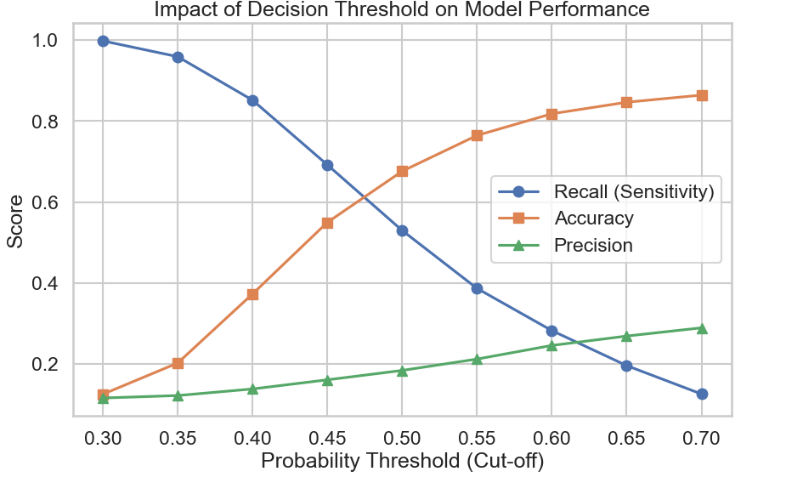 Impact of Decision Threshold on Model Performance
1.0
0.8
0.6
0.4
0.2
Score
Recall (Sensitivity)
Accuracy
Precision
0.30 0.35 0.40 0.45 0.50 0.55 0.60 0.65 0.70
Probability Threshold (Cut-off)